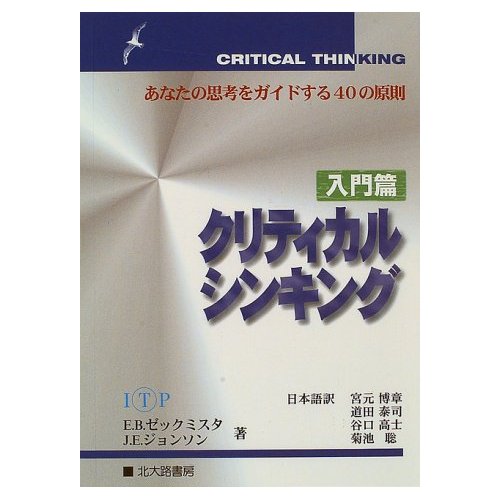 CRITICAL THINKING
あなたの思考をガイドする40の原則
入門篇
クリティカル
シンキング
ITP
E.B.ゼックミスタ
J.E.ジョンソン 著
日本語訳 宮元 博章
道田 泰司
谷口 高士
菊池 聡
北大路書房